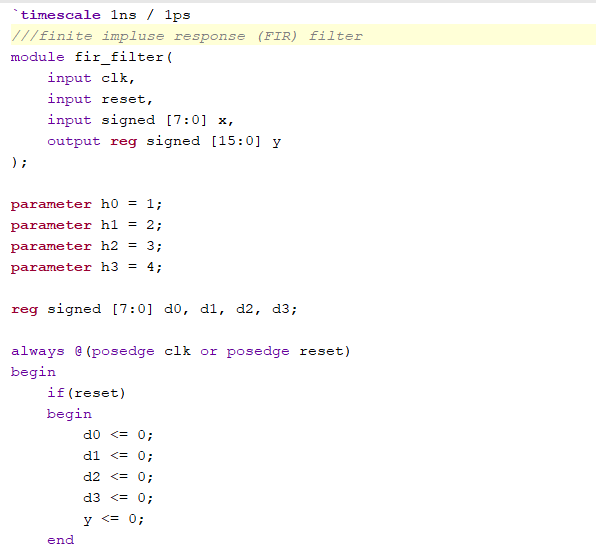 `timescale 1ns / 1ps
///finite impluse response (FIR) filter
module fir_filter(
    input clk,
    input reset,
    input signed [7:0] x,
    output reg signed [15:0] y
);

parameter h0 = 1;
parameter h1 = 2;
parameter h2 = 3;
parameter h3 = 4;

reg signed [7:0] d0, d1, d2, d3;

always @(posedge clk or posedge reset)
begin
    if(reset)
    begin
        d0 <= 0;
        d1 <= 0;
        d2 <= 0;
        d3 <= 0;
        y <= 0;
    end